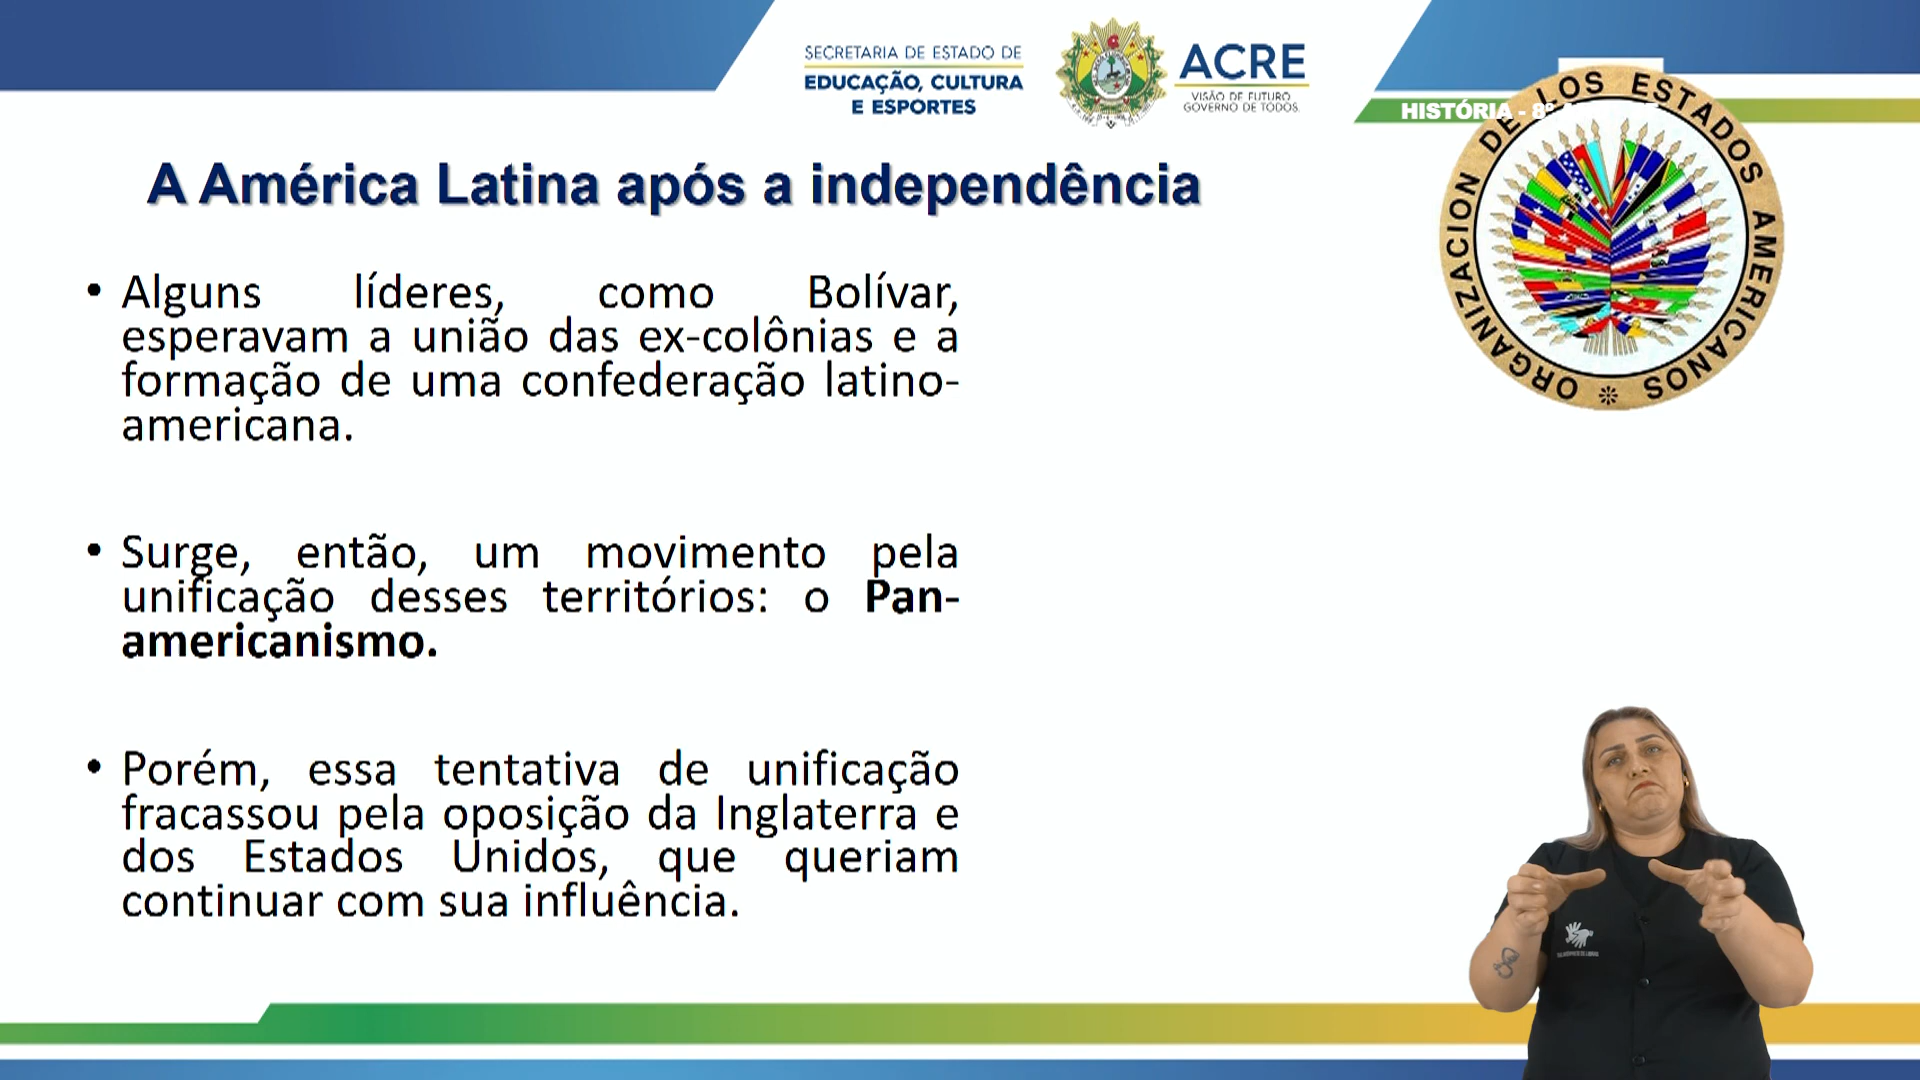 SECRETARIA DE ESTADO DE
EDUCAÇÃO, CULTURA
E ESPORTES
ACRE
VISÃO DE FUTURO
GOVERNO DE TODOS.
HISTÓRIA - 8º
ORGANIZACION DE LOS ESTADOS AMERICANOS
A América Latina após a independência
• Alguns líderes, como Bolívar,
esperavam a união das ex-colônias e a
formação de uma confederação latino-
americana.
• Surge, então, um movimento pela
unificação desses territórios: o Pan-
americanismo.
• Porém, essa tentativa de unificação
fracassou pela oposição da Inglaterra e
dos Estados Unidos, que queriam
continuar com sua influência.